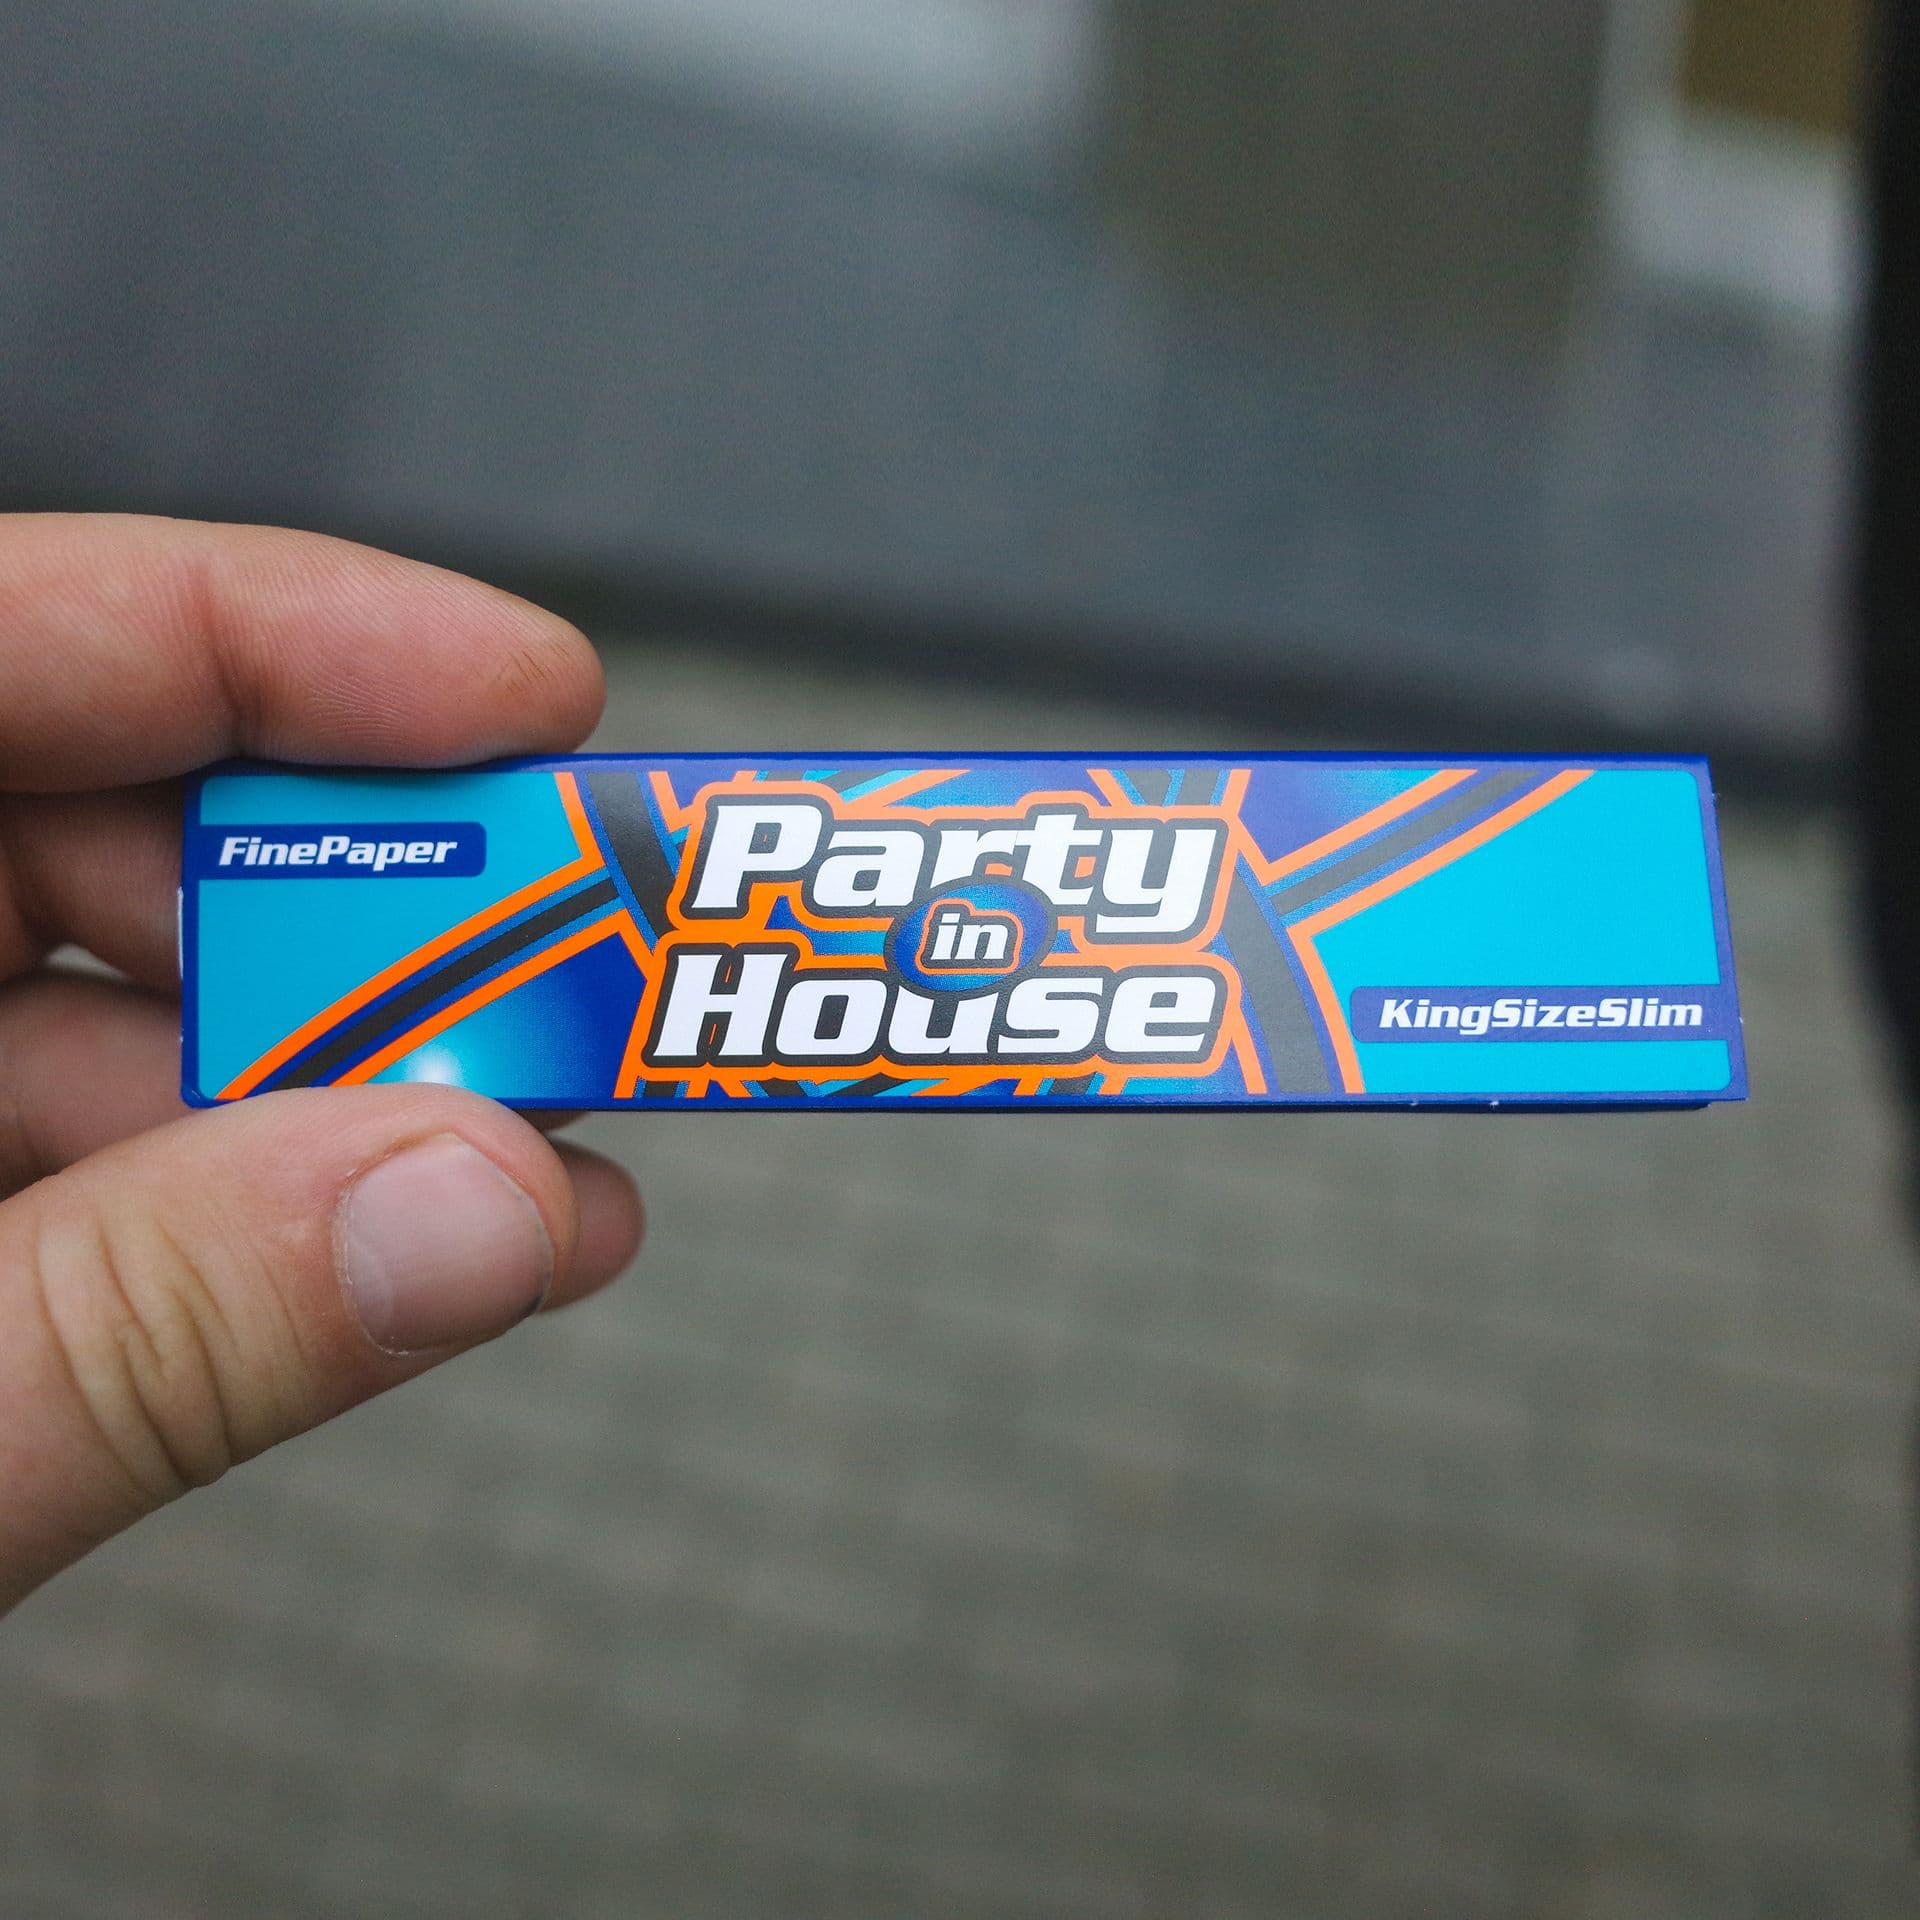 FinePaper
Party
in
House
KingSizeSlim